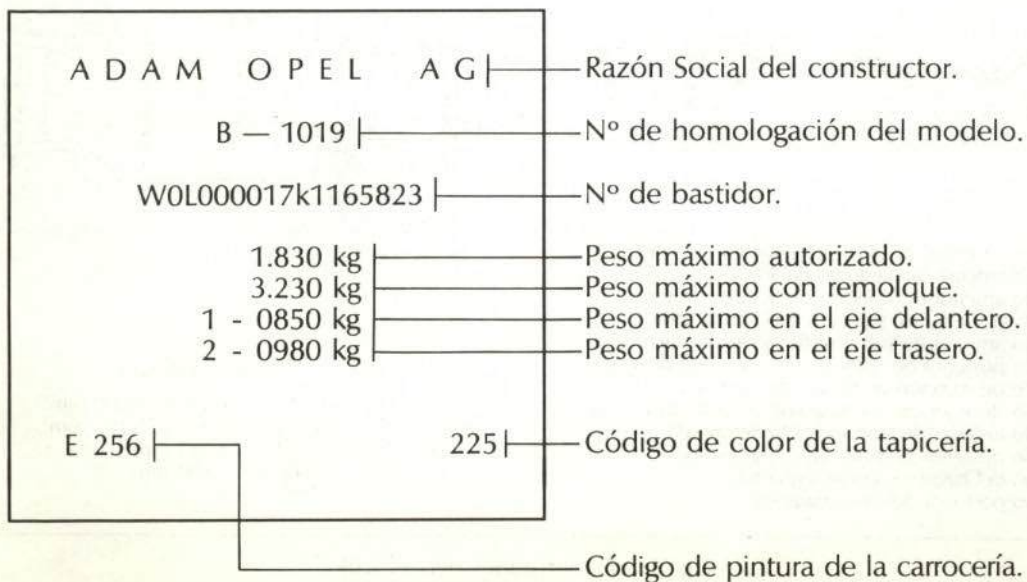 A D A M   O P E L   A G Razón Social del constructor.
B — 1019 Nº de homologación del modelo.
W0L000017k1165823 Nº de bastidor.
1.830 kg Peso máximo autorizado.
3.230 kg Peso máximo con remolque.
1 - 0850 kg Peso máximo en el eje delantero.
2 - 0980 kg Peso máximo en el eje trasero.
E 256 225 Código de color de la tapicería.
Código de pintura de la carrocería.